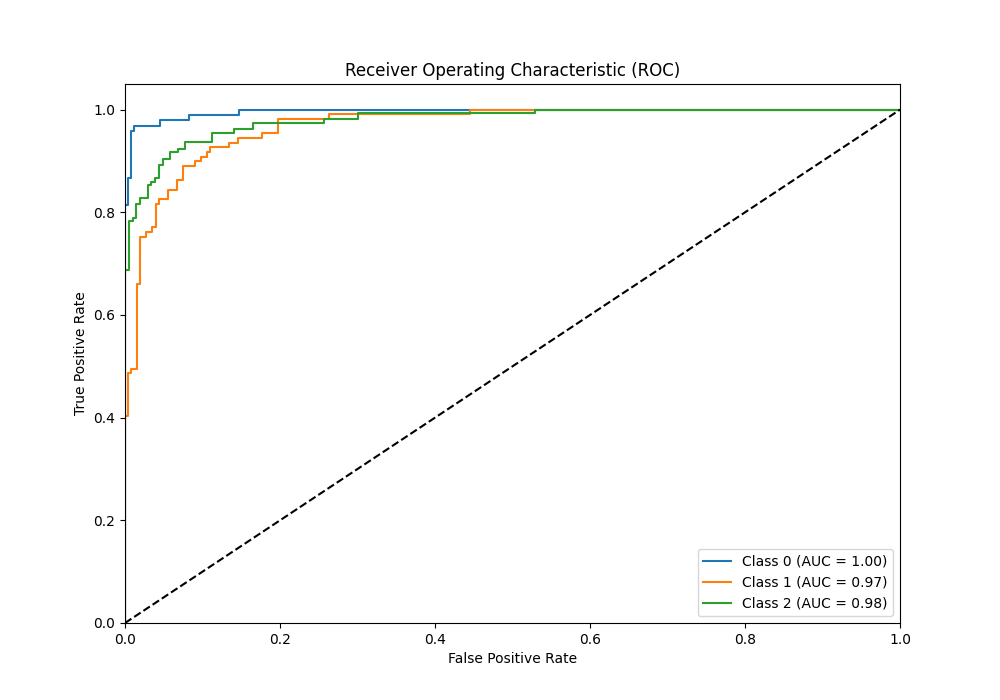 Receiver Operating Characteristic (ROC)
1.0
0.8
0.6
0.4
0.2
0.0
True Positive Rate
0.0 0.2 0.4 0.6 0.8 1.0
False Positive Rate
Class 0 (AUC = 1.00)
Class 1 (AUC = 0.97)
Class 2 (AUC = 0.98)